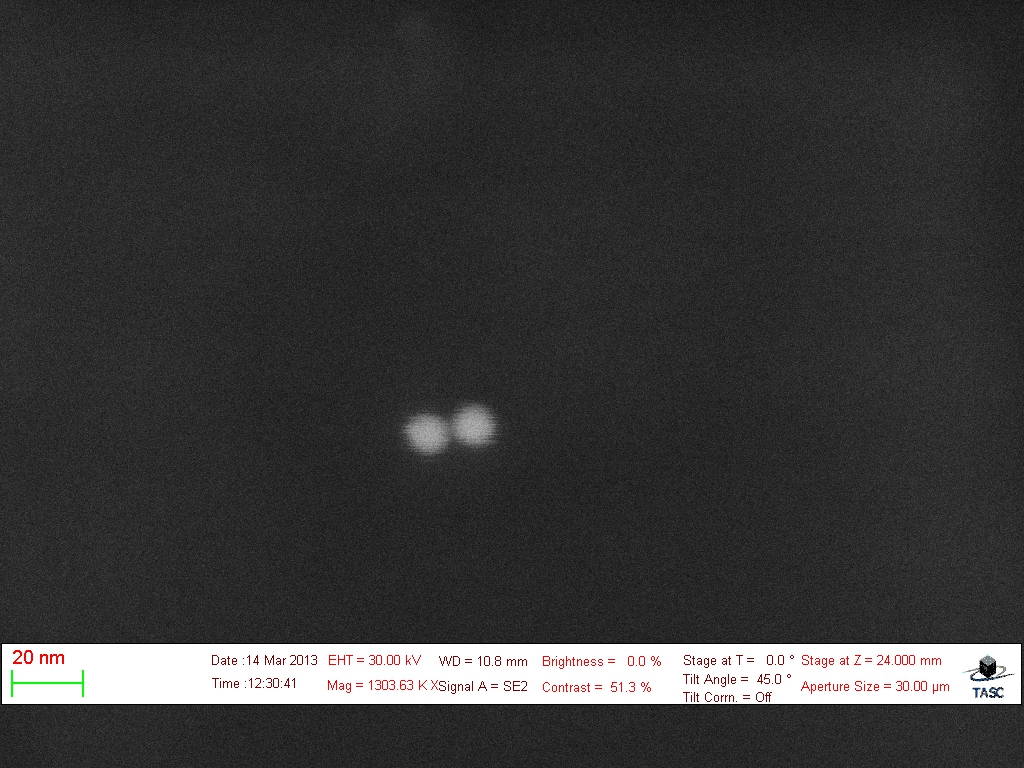 20 nm
Date :14 Mar 2013 EHT = 30.00 kV WD = 10.8 mm Brightness = 0.0 % Stage at T = 0.0 ° Stage at Z = 24.000 mm
Tilt Angle = 45.0 °
Time :12:30:41 Mag = 1303.63 K X Signal A = SE2 Contrast = 51.3 % Aperture Size = 30.00 µm
Tilt Corrn. = Off
TASC